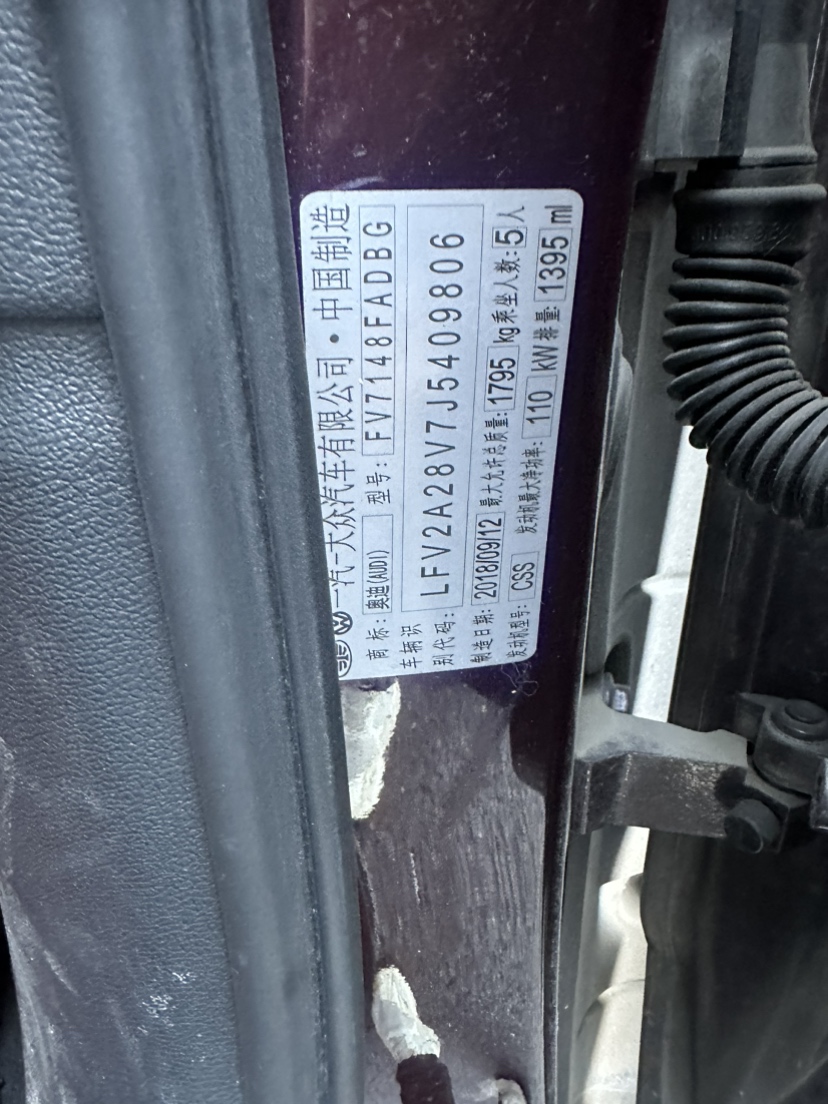 一汽-大众汽车有限公司·中国制造
商标: 奥迪(AUDI) 型号: FV7148FADBG
车辆识
别代码: LFV2A28V7J5409806
制造日期: 2018/09/12 最大允许总质量: 1795 kg 乘坐人数: 5 人
发动机型号: CSS 发动机最大净功率: 110 kW 排量: 1395 ml